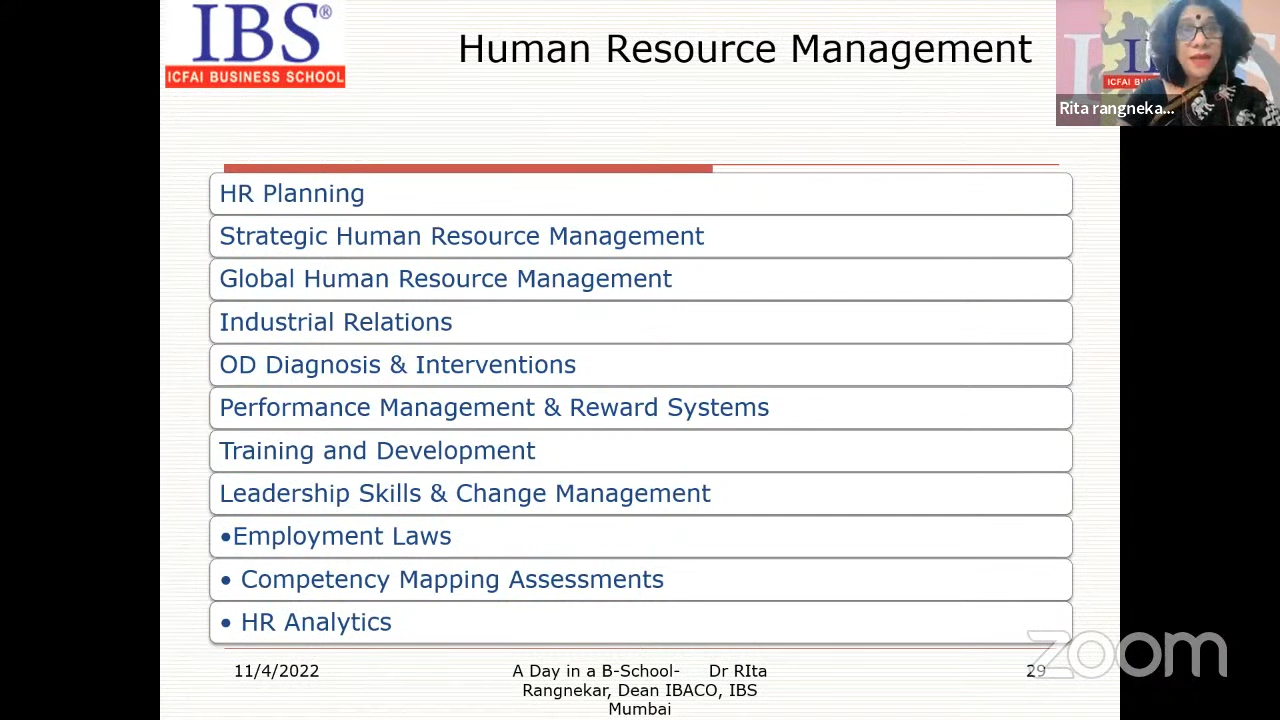 IBS®
ICFAI BUSINESS SCHOOL
Human Resource Management
ICFAI BU
Rita rangneka...
HR Planning
Strategic Human Resource Management
Global Human Resource Management
Industrial Relations
OD Diagnosis & Interventions
Performance Management & Reward Systems
Training and Development
Leadership Skills & Change Management
•Employment Laws
• Competency Mapping Assessments
• HR Analytics
11/4/2022
A Day in a B-School- Dr RIta
Rangnekar, Dean IBACO, IBS
Mumbai
29
zoom